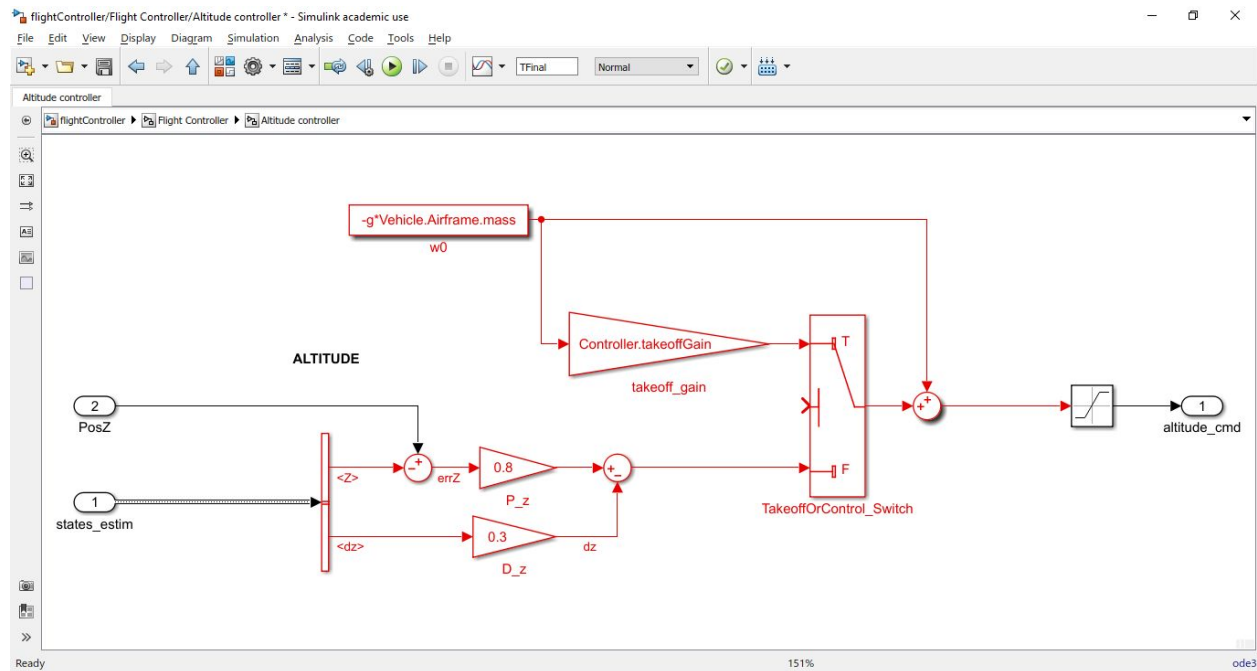 flightController/Flight Controller/Altitude controller * - Simulink academic use
File Edit View Display Diagram Simulation Analysis Code Tools Help
TFinal Normal
Altitude controller
flightController Flight Controller Altitude controller
-g*Vehicle.Airframe.mass
w0
Controller.takeoffGain
T
takeoff_gain
ALTITUDE
2
PosZ
1
altitude_cmd
<Z>
errZ
0.8
P_z
F
TakeoffOrControl_Switch
1
states_estim
<dz>
0.3
dz
D_z
Ready 151% ode3